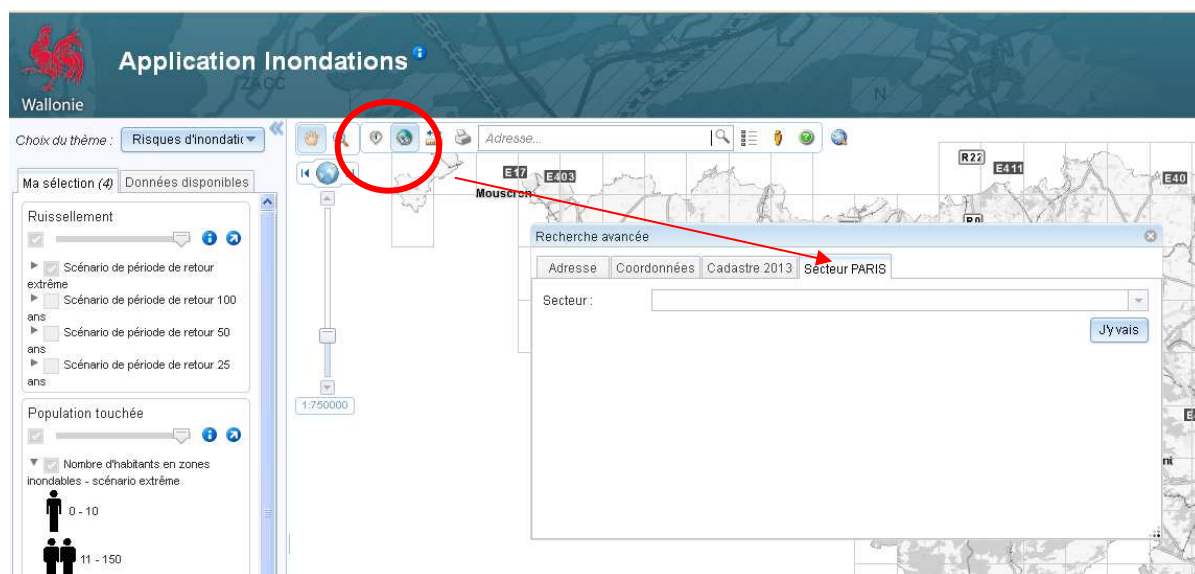 Application Inondations
ZACC
N
Wallonie
Choix du thème :
Risques d'inondatic
Adresse...
Ma sélection (4)
Données disponibles
Ruissellement
Scénario de période de retour
extrême
Scénario de période de retour 100
ans
Scénario de période de retour 50
ans
Scénario de période de retour 25
ans
Population touchée
Nombre d'habitants en zones
inondables - scénario extrême
0 - 10
11 - 150
1:750000
E17
E403
Mouscron
R22
E411
E40
R0
Recherche avancée
Adresse
Coordonnées
Cadastre 2013
Secteur PARIS
Secteur :
J'y vais